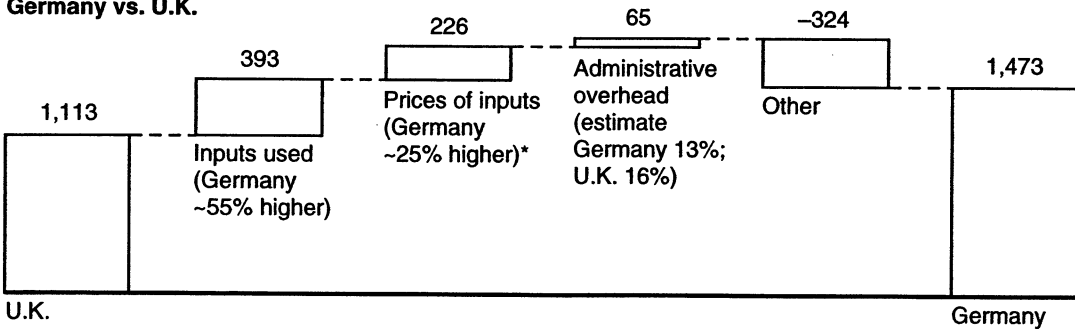 Germany vs. U.K.
1,113
393
226
65
–324
1,473
Inputs used
(Germany
~55% higher)
Prices of inputs
(Germany
~25% higher)*
Administrative
overhead
(estimate
Germany 13%;
U.K. 16%)
Other
U.K.
Germany